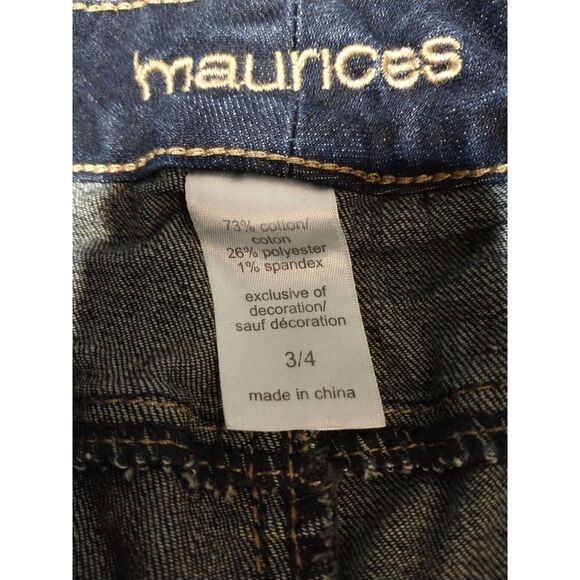 maurices
73% cotton/
coton
26% polyester
1% spandex
exclusive of
decoration/
sauf décoration
3/4
made in china